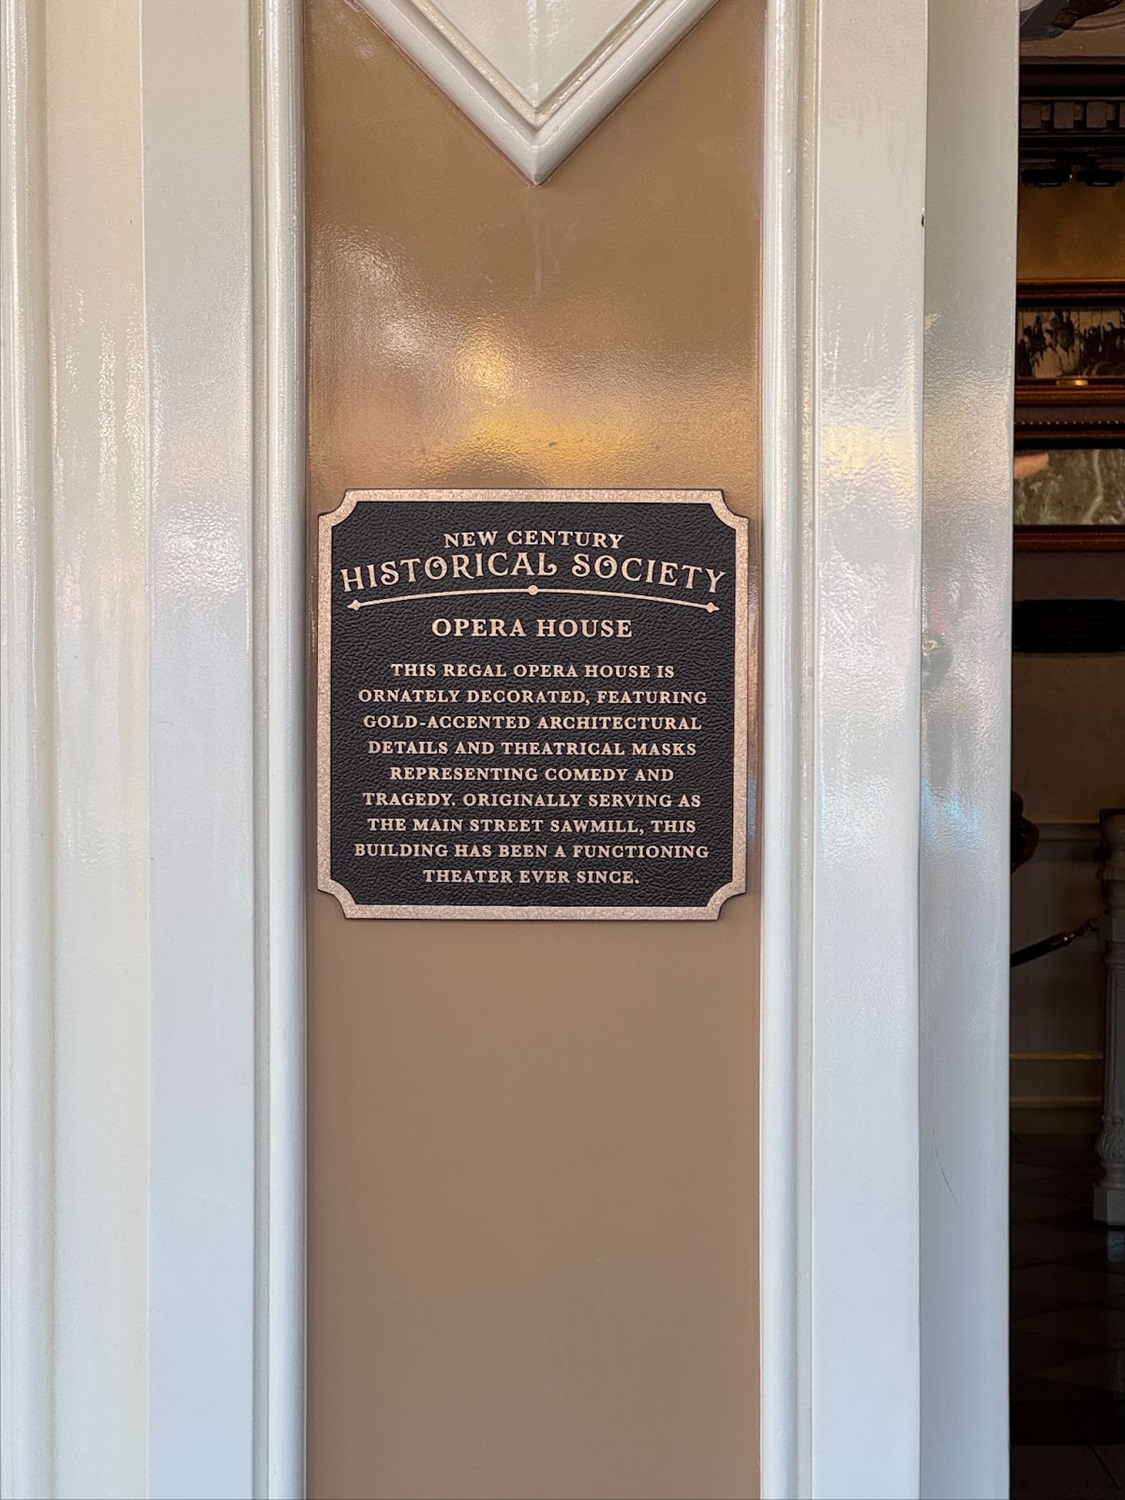 NEW CENTURY
HISTORICAL SOCIETY
OPERA HOUSE
THIS REGAL OPERA HOUSE IS
ORNATELY DECORATED, FEATURING
GOLD-ACCENTED ARCHITECTURAL
DETAILS AND THEATRICAL MASKS
REPRESENTING COMEDY AND
TRAGEDY. ORIGINALLY SERVING AS
THE MAIN STREET SAWMILL, THIS
BUILDING HAS BEEN A FUNCTIONING
THEATER EVER SINCE.